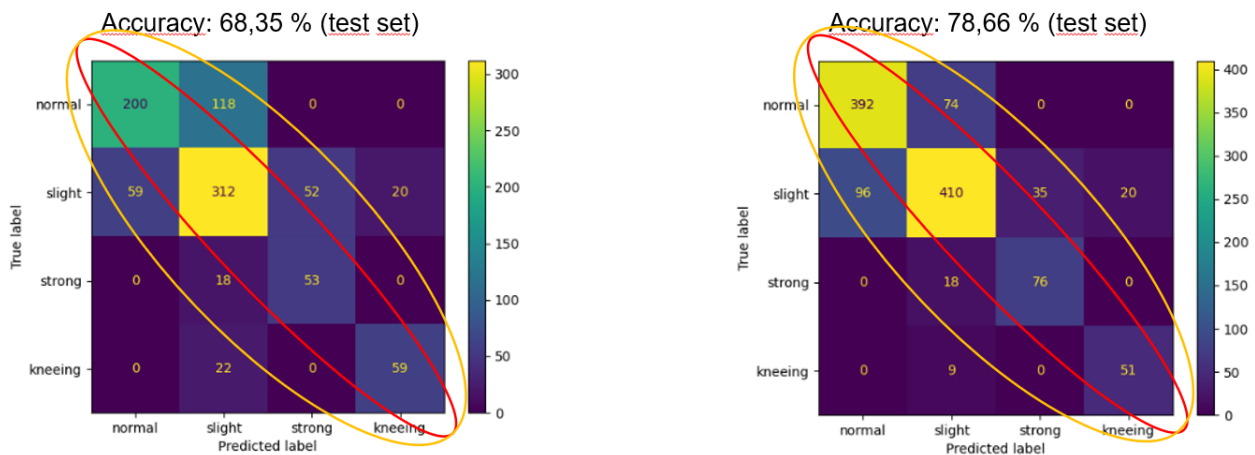 Accuracy: 68,35 % (test set)
normal
slight
strong
kneeing
True label
200 118 0 0
59 312 52 20
0 18 53 0
0 22 0 59
normal slight strong kneeing
Predicted label
300
250
200
150
100
50
0
Accuracy: 78,66 % (test set)
normal
slight
strong
kneeing
True label
392 74 0 0
96 410 35 20
0 18 76 0
0 9 0 51
normal slight strong kneeing
Predicted label
400
350
300
250
200
150
100
50
0